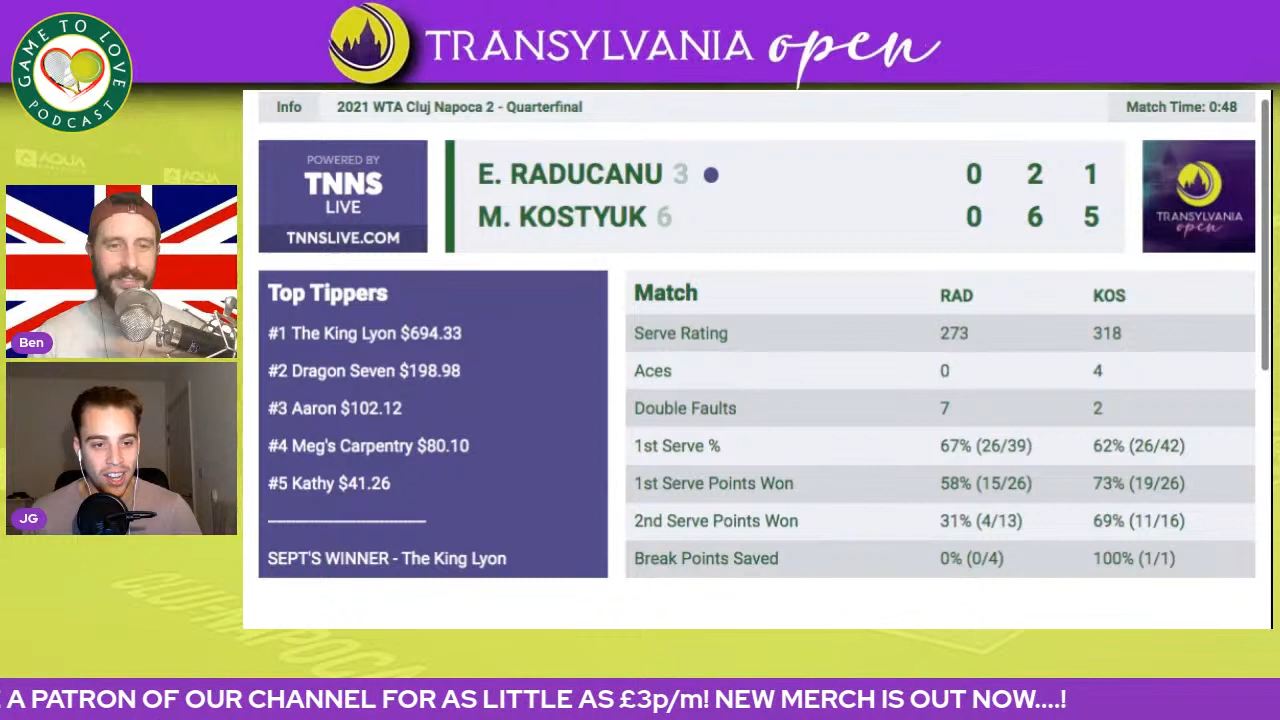 GAME TO LOVE
PODCAST
TRANSYLVANIA open
Info
2021 WTA Cluj Napoca 2 - Quarterfinal
Match Time: 0:48
POWERED BY
TNNS
LIVE
TNNSLIVE.COM
E. RADUCANU 3 0 2 1
M. KOSTYUK 6 0 6 5
TRANSYLVANIA
open
Top Tippers
#1 The King Lyon $694.33
#2 Dragon Seven $198.98
#3 Aaron $102.12
#4 Meg's Carpentry $80.10
#5 Kathy $41.26
SEPT'S WINNER - The King Lyon
Match RAD KOS
Serve Rating 273 318
Aces 0 4
Double Faults 7 2
1st Serve % 67% (26/39) 62% (26/42)
1st Serve Points Won 58% (15/26) 73% (19/26)
2nd Serve Points Won 31% (4/13) 69% (11/16)
Break Points Saved 0% (0/4) 100% (1/1)
Ben
JG
AQUA
AQUA
CLUJ-NAPOCA
A PATRON OF OUR CHANNEL FOR AS LITTLE AS £3p/m! NEW MERCH IS OUT NOW....!